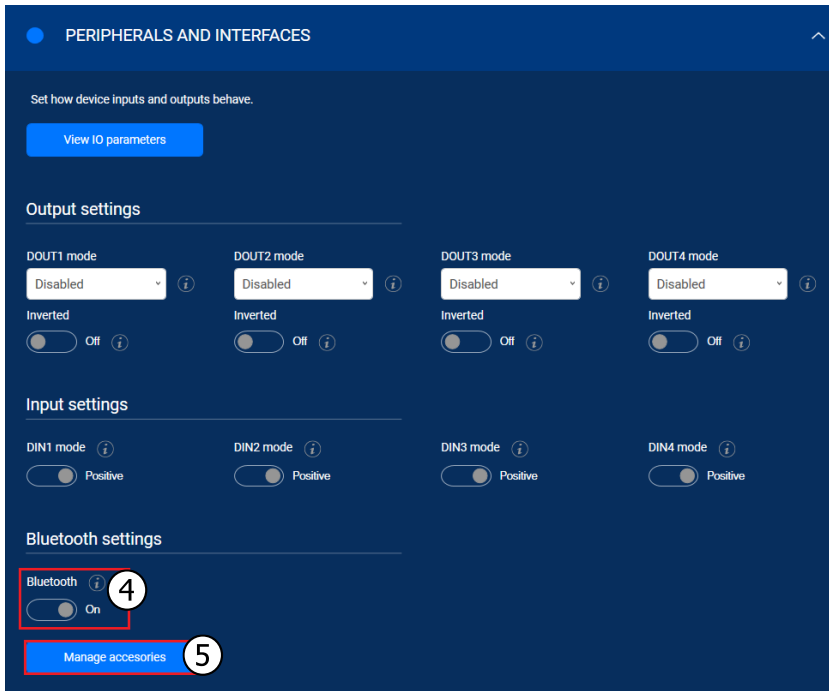 PERIPHERALS AND INTERFACES
Set how device inputs and outputs behave.
View IO parameters
Output settings
DOUT1 mode DOUT2 mode DOUT3 mode DOUT4 mode
Disabled Disabled Disabled Disabled
Inverted Inverted Inverted Inverted
Off Off Off Off
Input settings
DIN1 mode DIN2 mode DIN3 mode DIN4 mode
Positive Positive Positive Positive
Bluetooth settings
Bluetooth 4
On
Manage accesories 5